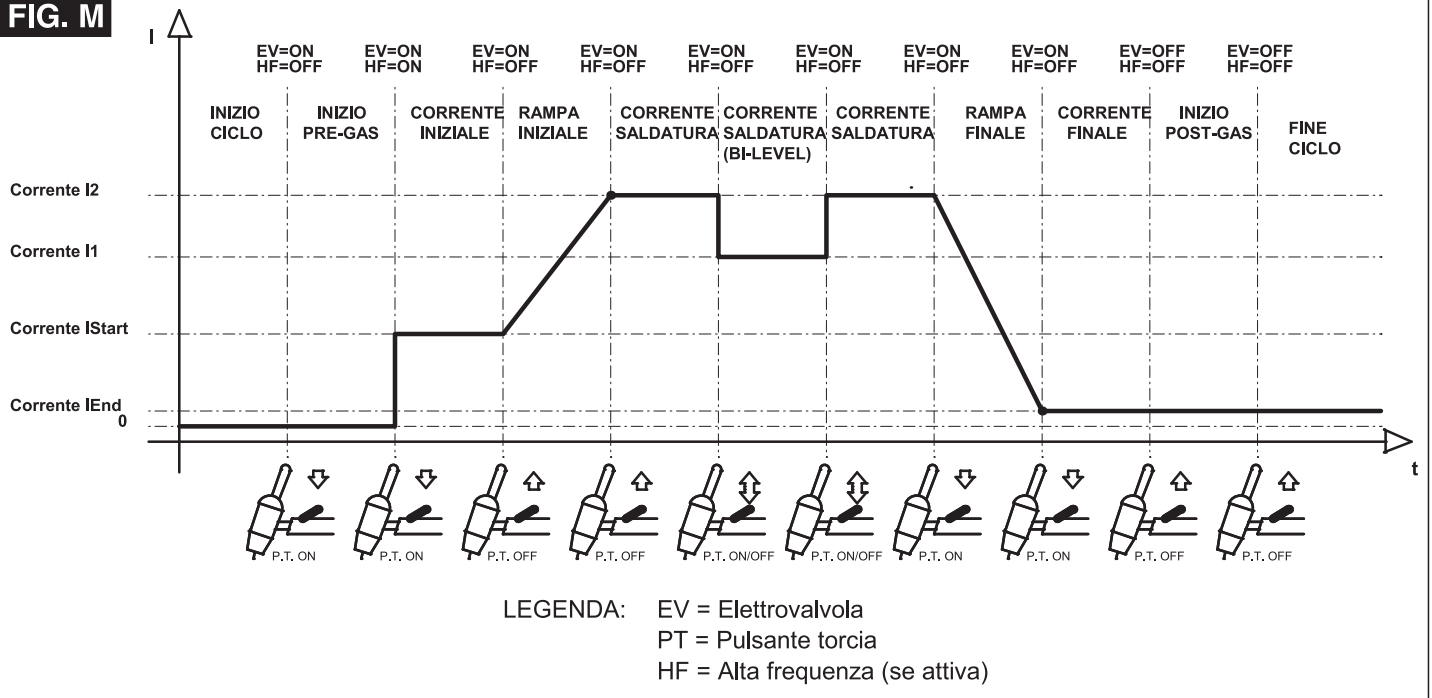 FIG. M
I
EV=ON EV=ON EV=ON EV=ON EV=ON EV=ON EV=ON EV=ON EV=OFF EV=OFF
HF=OFF HF=ON HF=OFF HF=OFF HF=OFF HF=OFF HF=OFF HF=OFF HF=OFF HF=OFF
INIZIO
CICLO
INIZIO
PRE-GAS
CORRENTE
INIZIALE
RAMPA
INIZIALE
CORRENTE
SALDATURA
CORRENTE
SALDATURA
(BI-LEVEL)
CORRENTE
SALDATURA
RAMPA
FINALE
CORRENTE
FINALE
INIZIO
POST-GAS
FINE
CICLO
Corrente I2
Corrente I1
Corrente IStart
Corrente IEnd
0
t
P.T. ON P.T. ON P.T. OFF P.T. OFF P.T. ON/OFF P.T. ON/OFF P.T. ON P.T. ON P.T. OFF P.T. OFF
LEGENDA: EV = Elettrovalvola
PT = Pulsante torcia
HF = Alta frequenza (se attiva)